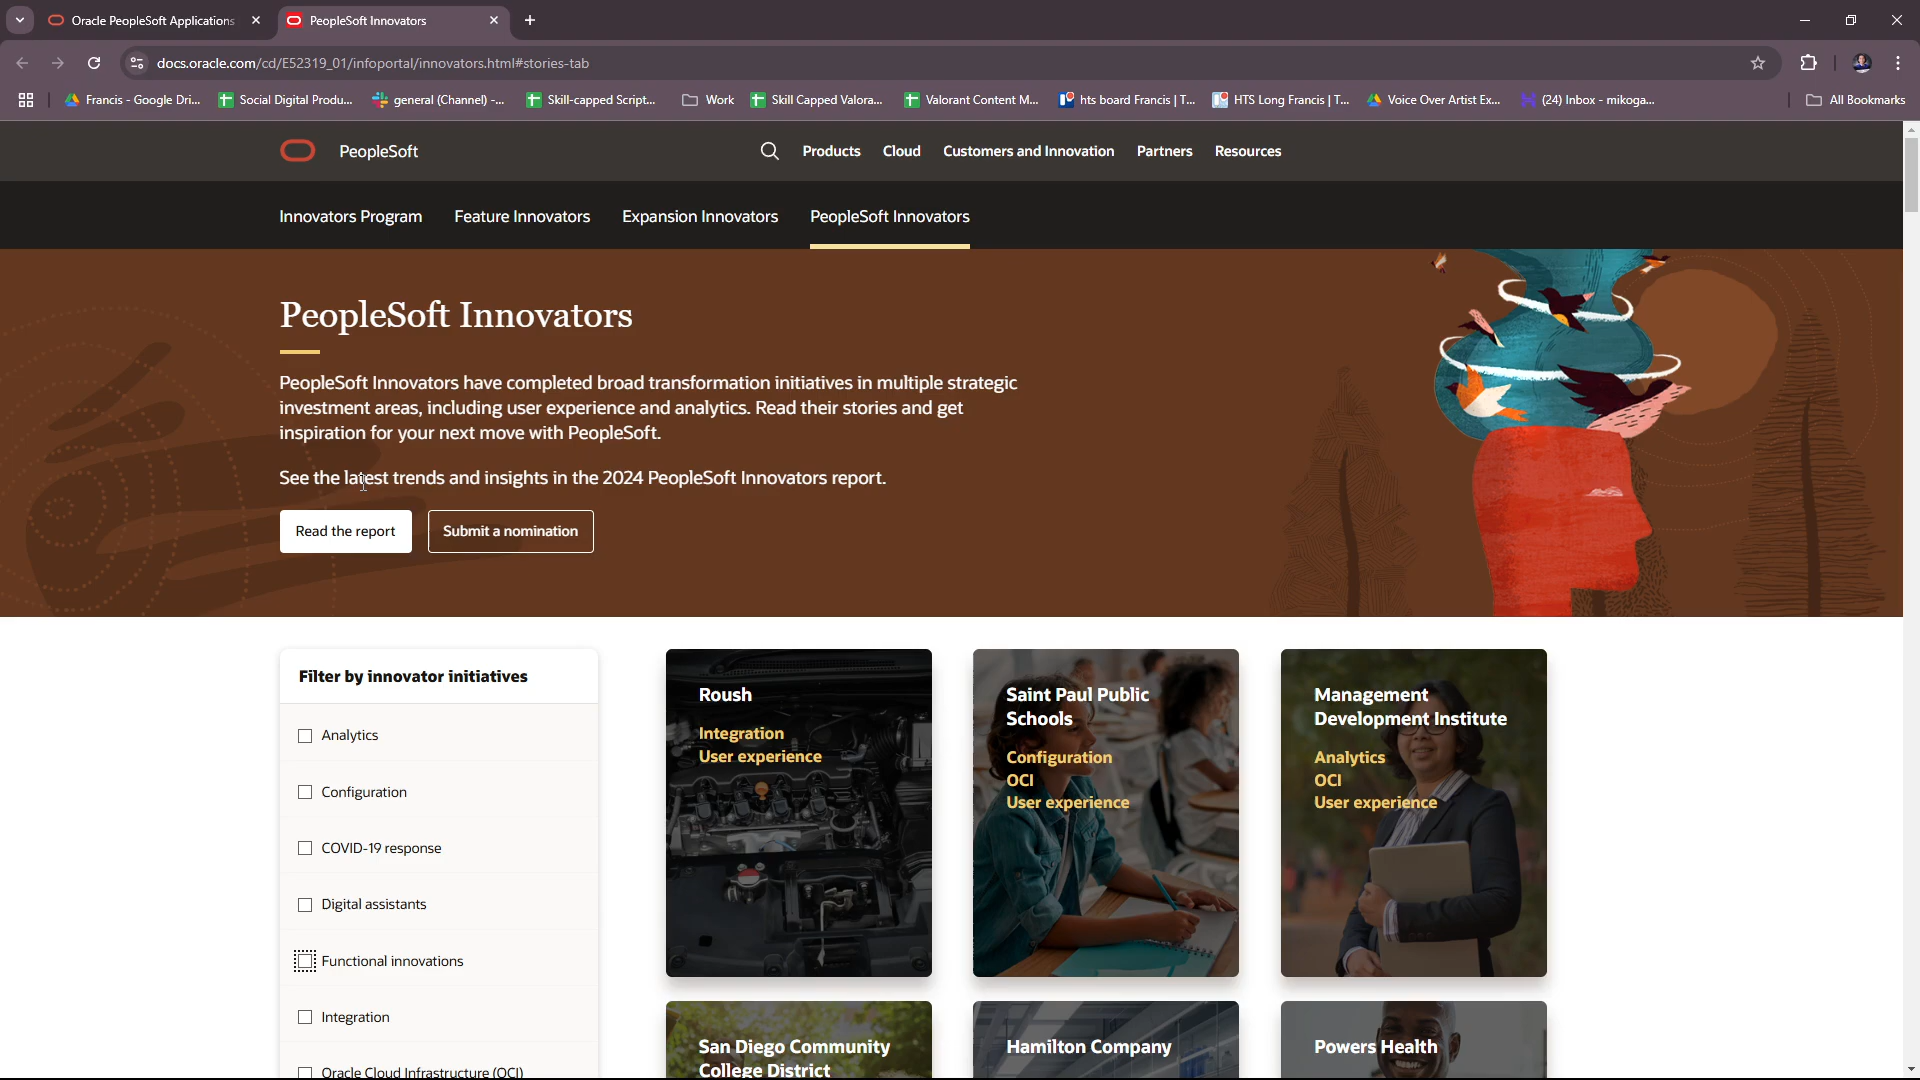 Oracle PeopleSoft Applications
PeopleSoft Innovators
docs.oracle.com/cd/E52319_01/infoportal/innovators.html#stories-tab
Francis - Google Dri...
Social Digital Produ...
general (Channel) -...
Skill-capped Script...
Work
Skill Capped Valora...
Valorant Content M...
hts board Francis | T...
HTS Long Francis | T...
Voice Over Artist Ex...
(24) Inbox - mikoga...
All Bookmarks
PeopleSoft
Products
Cloud
Customers and Innovation
Partners
Resources
Innovators Program
Feature Innovators
Expansion Innovators
PeopleSoft Innovators
PeopleSoft Innovators
PeopleSoft Innovators have completed broad transformation initiatives in multiple strategic
investment areas, including user experience and analytics. Read their stories and get
inspiration for your next move with PeopleSoft.
See the latest trends and insights in the 2024 PeopleSoft Innovators report.
Read the report
Submit a nomination
Filter by innovator initiatives
Analytics
Configuration
COVID-19 response
Digital assistants
Functional innovations
Integration
Oracle Cloud Infrastructure (OCI)
Roush
Integration
User experience
Saint Paul Public
Schools
Configuration
OCI
User experience
Management
Development Institute
Analytics
OCI
User experience
San Diego Community
College District
Hamilton Company
Powers Health